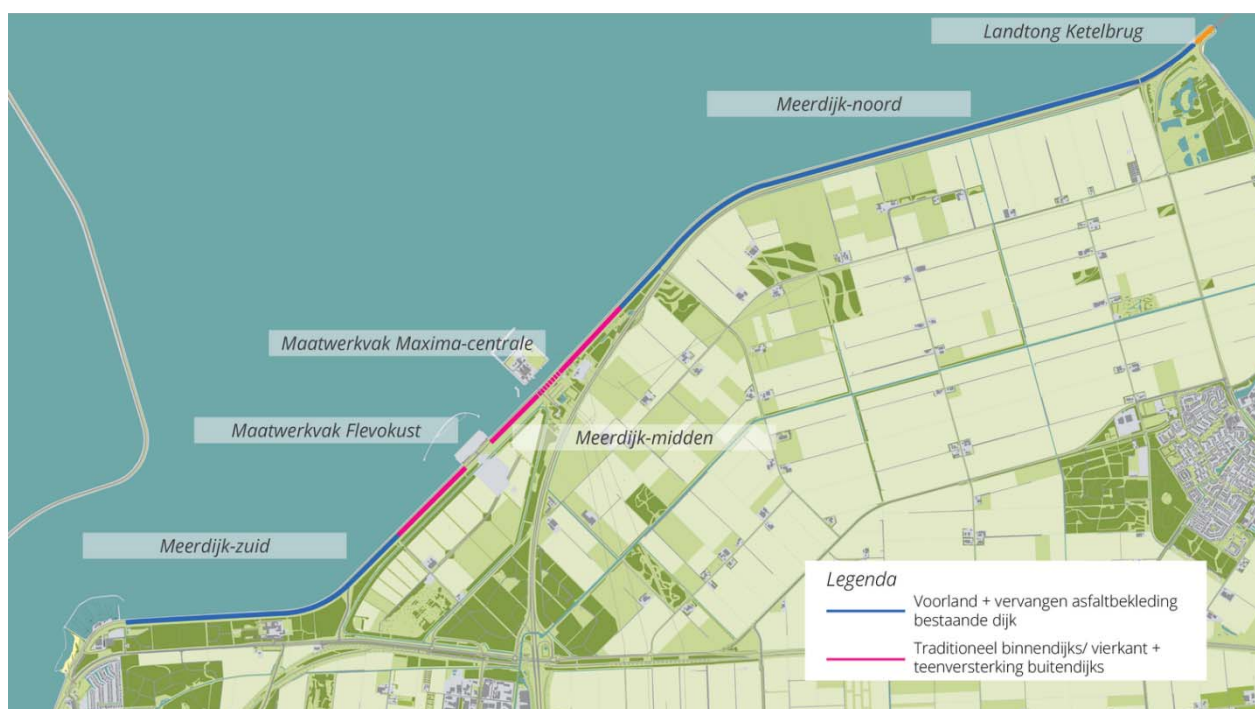 Landtong Ketelbrug
Meerdijk-noord
Maatwerkvak Maxima-centrale
Maatwerkvak Flevokust
Meerdijk-midden
Meerdijk-zuid
Legenda
Voorland + vervangen asfaltbekleding
bestaande dijk
Traditioneel binnendijks/ vierkant +
teenversterking buitendijks